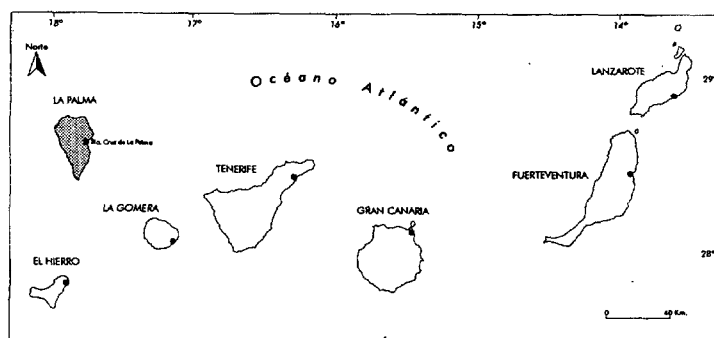 18° 17° 16° 15° 14°
Norte
Océano Atlántico
LANZAROTE
29°
LA PALMA
Sta. Cruz de La Palma
TENERIFE
FUERTEVENTURA
LA GOMERA
GRAN CANARIA
28°
EL HIERRO
0 40 Km.